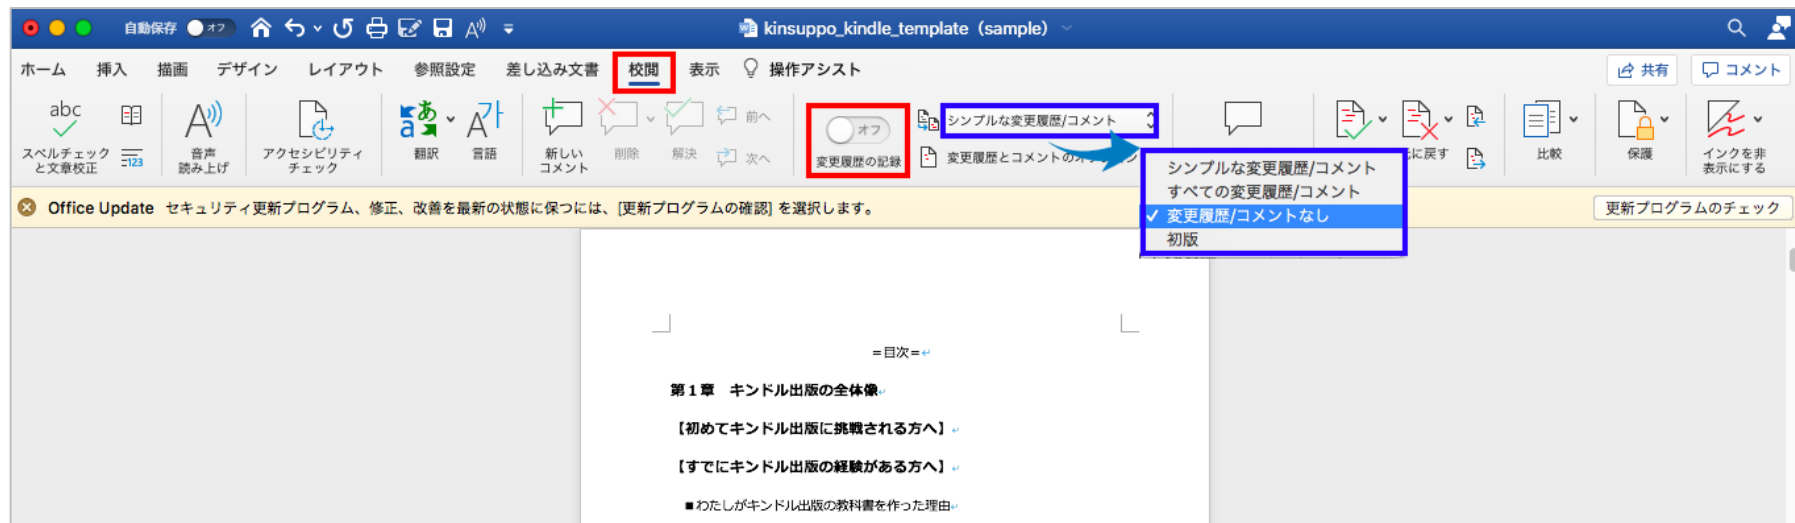 自動保存 オフ kinsuppo_kindle_template (sample)
ホーム 挿入 描画 デザイン レイアウト 参照設定 差し込み文書 校閲 表示 操作アシスト 共有 コメント
abc
スペルチェックと文章校正
123
音声読み上げ
アクセシビリティチェック
翻訳
言語
新しいコメント
削除
解決
前へ
次へ
オフ
変更履歴の記録
シンプルな変更履歴/コメント
変更履歴とコメントのオプション
シンプルな変更履歴/コメント
すべての変更履歴/コメント
✓ 変更履歴/コメントなし
初版
に戻す
比較
保護
インクを非表示にする
Office Update セキュリティ更新プログラム、修正、改善を最新の状態に保つには、[更新プログラムの確認] を選択します。
更新プログラムのチェック
=目次=
第1章 キンドル出版の全体像
【初めてキンドル出版に挑戦される方へ】
【すでにキンドル出版の経験がある方へ】
■わたしがキンドル出版の教科書を作った理由